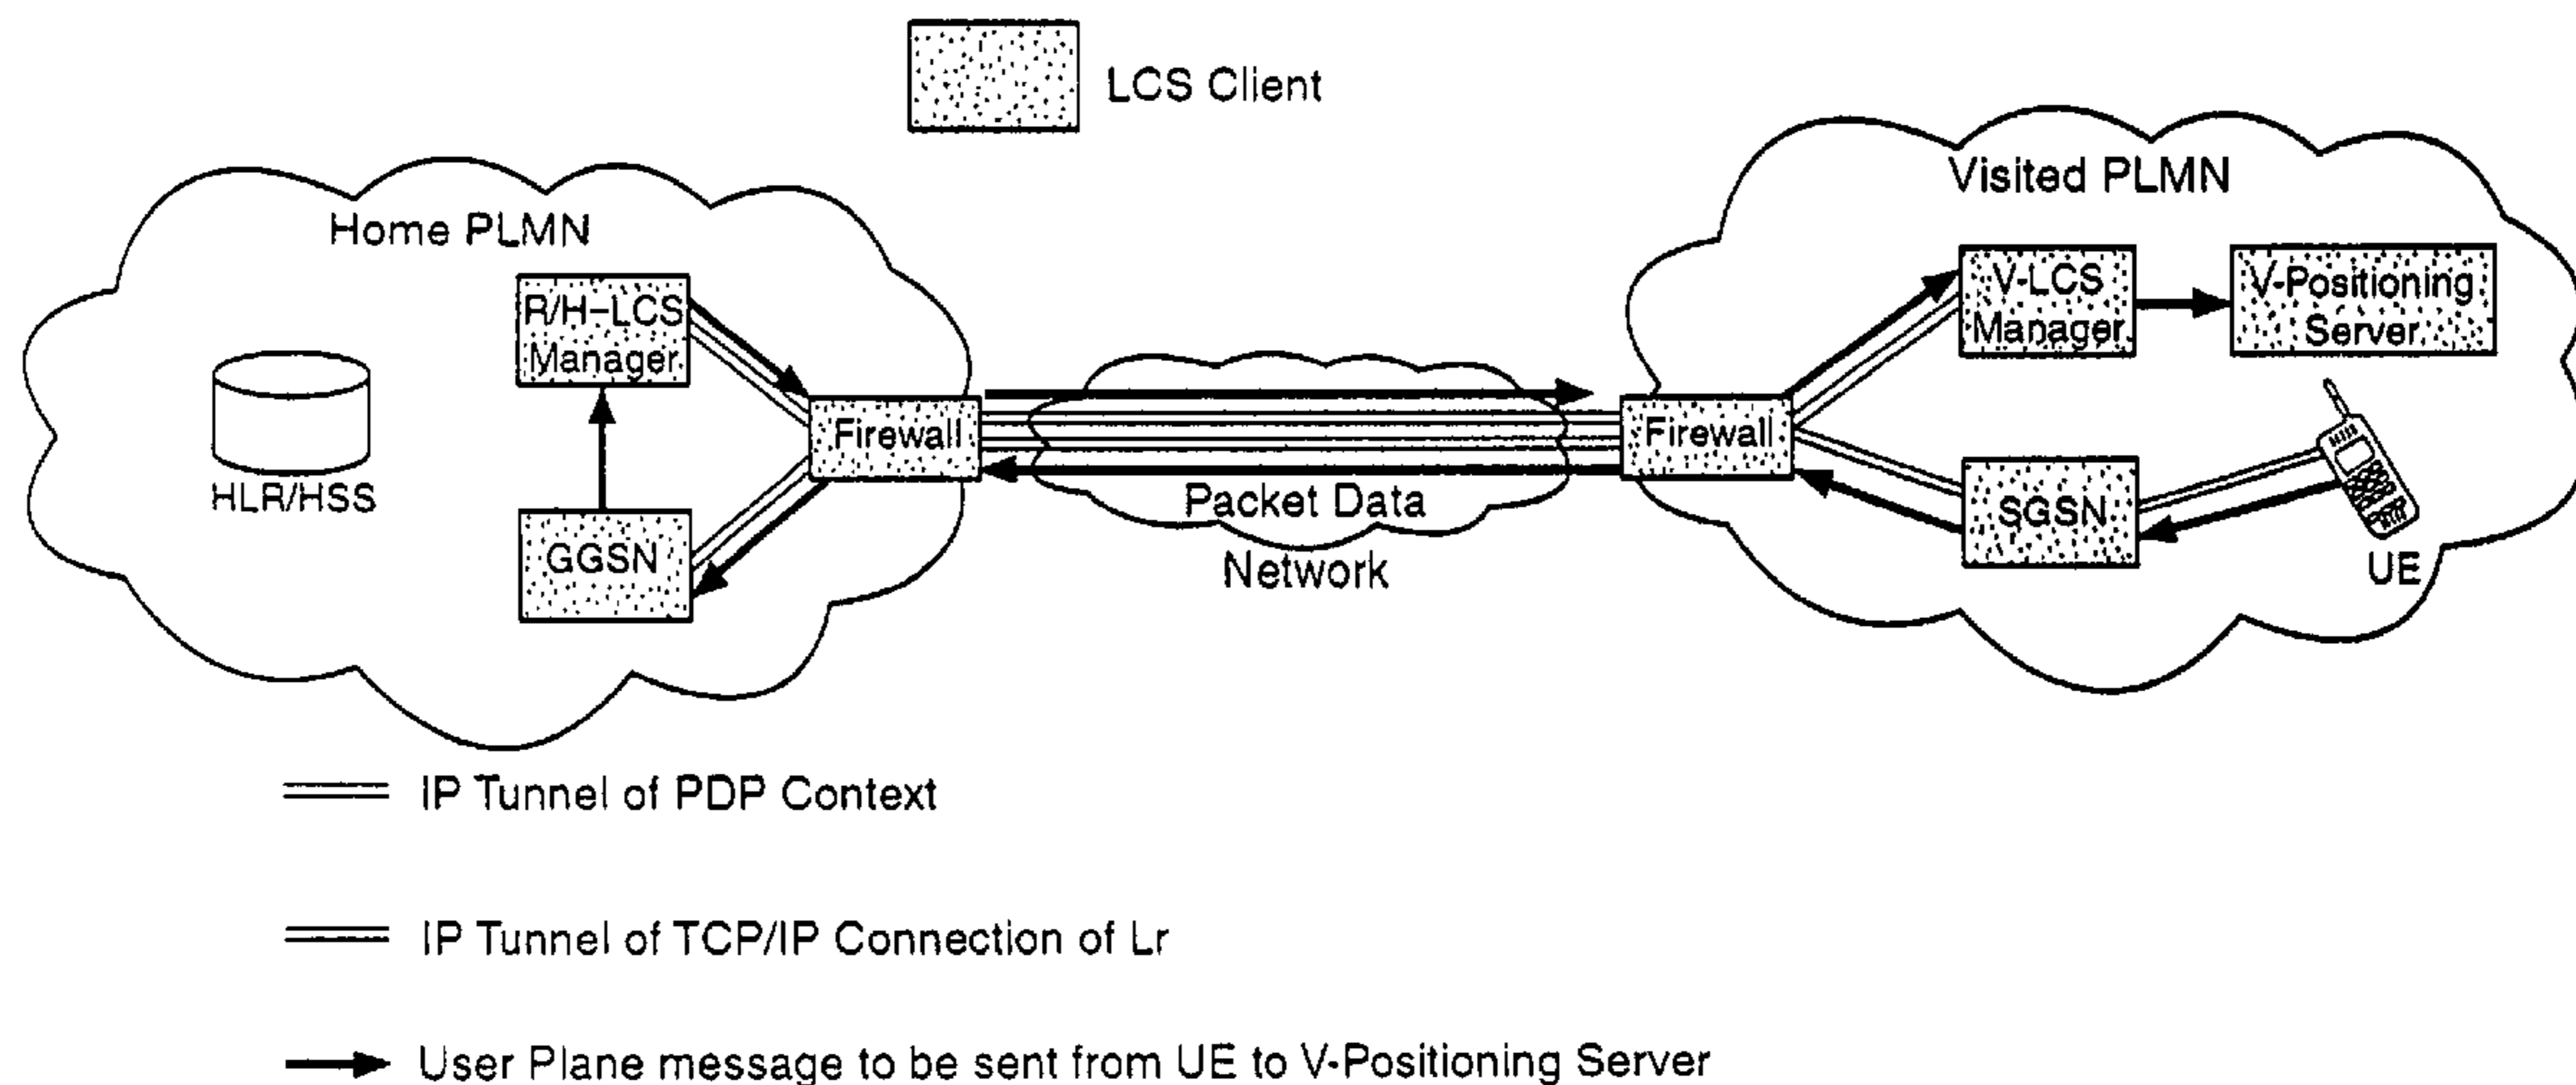 LCS Client
Home PLMN
R/H-LCS
Manager
HLR/HSS
GGSN
Firewall
Packet Data
Network
Visited PLMN
V-LCS
Manager
V-Positioning
Server
Firewall
SGSN
UE
IP Tunnel of PDP Context
IP Tunnel of TCP/IP Connection of Lr
User Plane message to be sent from UE to V-Positioning Server